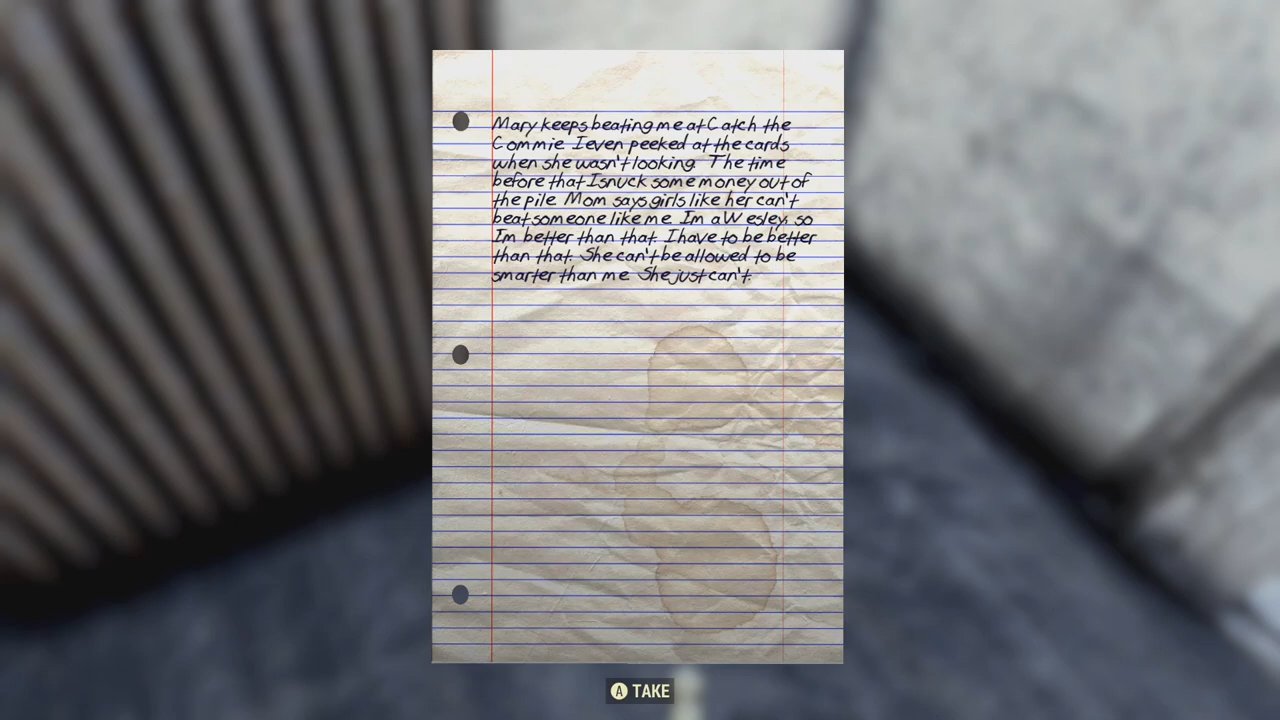 Mary keeps beating me at Catch the
Commie. I even peeked at the cards
when she wasn't looking. The time
before that I snuck some money out of
the pile. Mom says girls like her can't
beat someone like me. I'm a Wesley, so
I'm better than that. I have to be better
than that. She can't be allowed to be
smarter than me. She just can't.
A TAKE